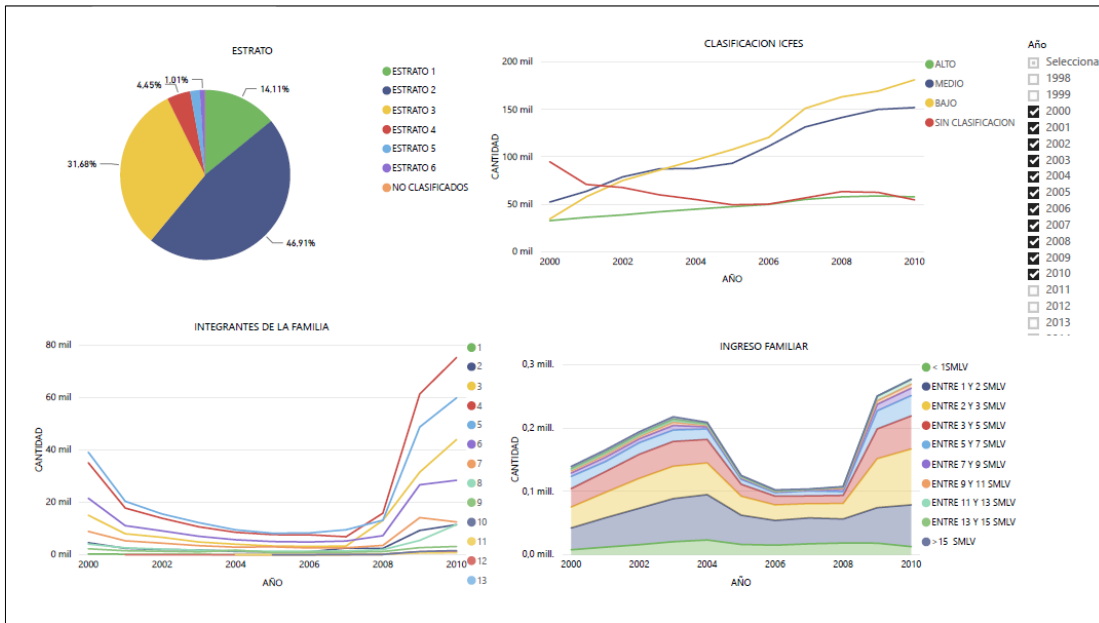 ESTRATO
1.01%
4.45%
14.11%
31.68%
46.91%
ESTRATO 1
ESTRATO 2
ESTRATO 3
ESTRATO 4
ESTRATO 5
ESTRATO 6
NO CLASIFICADOS
CLASIFICACION ICFES
CANTIDAD
200 mil
150 mil
100 mil
50 mil
0 mil
2000 2002 2004 2006 2008 2010
AÑO
ALTO
MEDIO
BAJO
SIN CLASIFICACION
Año
Selecciona
1998
1999
2000
2001
2002
2003
2004
2005
2006
2007
2008
2009
2010
2011
2012
2013
INTEGRANTES DE LA FAMILIA
CANTIDAD
80 mil
60 mil
40 mil
20 mil
0 mil
2000 2002 2004 2006 2008 2010
AÑO
1
2
3
4
5
6
7
8
9
10
11
12
13
INGRESO FAMILIAR
CANTIDAD
0,3 mill.
0,2 mill.
0,1 mill.
0,0 mill.
2000 2002 2004 2006 2008 2010
AÑO
< 1SMLV
ENTRE 1 Y 2 SMLV
ENTRE 2 Y 3 SMLV
ENTRE 3 Y 5 SMLV
ENTRE 5 Y 7 SMLV
ENTRE 7 Y 9 SMLV
ENTRE 9 Y 11 SMLV
ENTRE 11 Y 13 SMLV
ENTRE 13 Y 15 SMLV
>15 SMLV